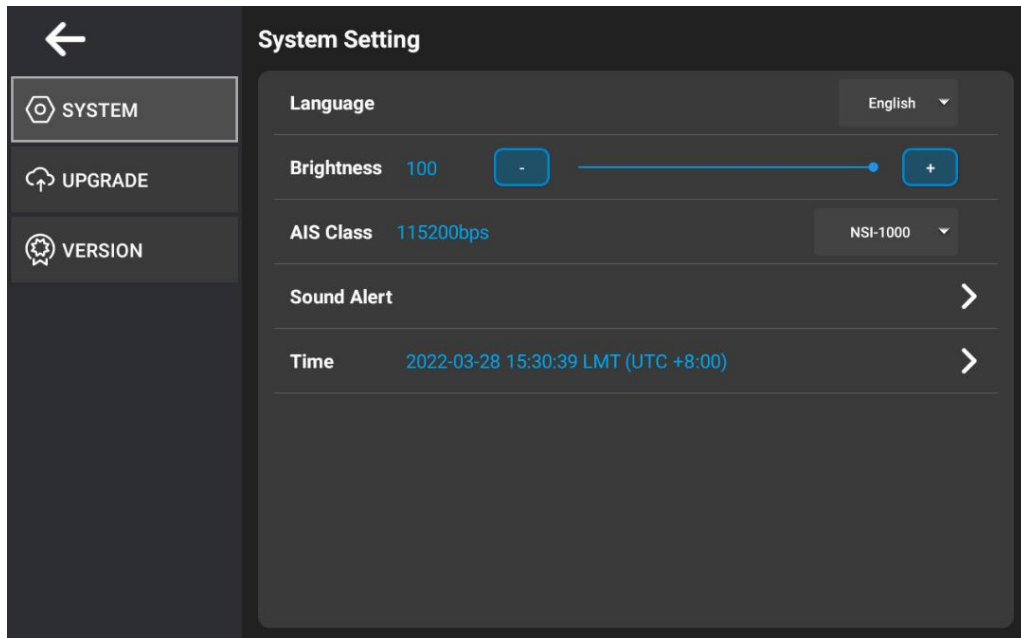 System Setting
SYSTEM
UPGRADE
VERSION
Language English
Brightness 100 - +
AIS Class 115200bps NSI-1000
Sound Alert
Time 2022-03-28 15:30:39 LMT (UTC +8:00)